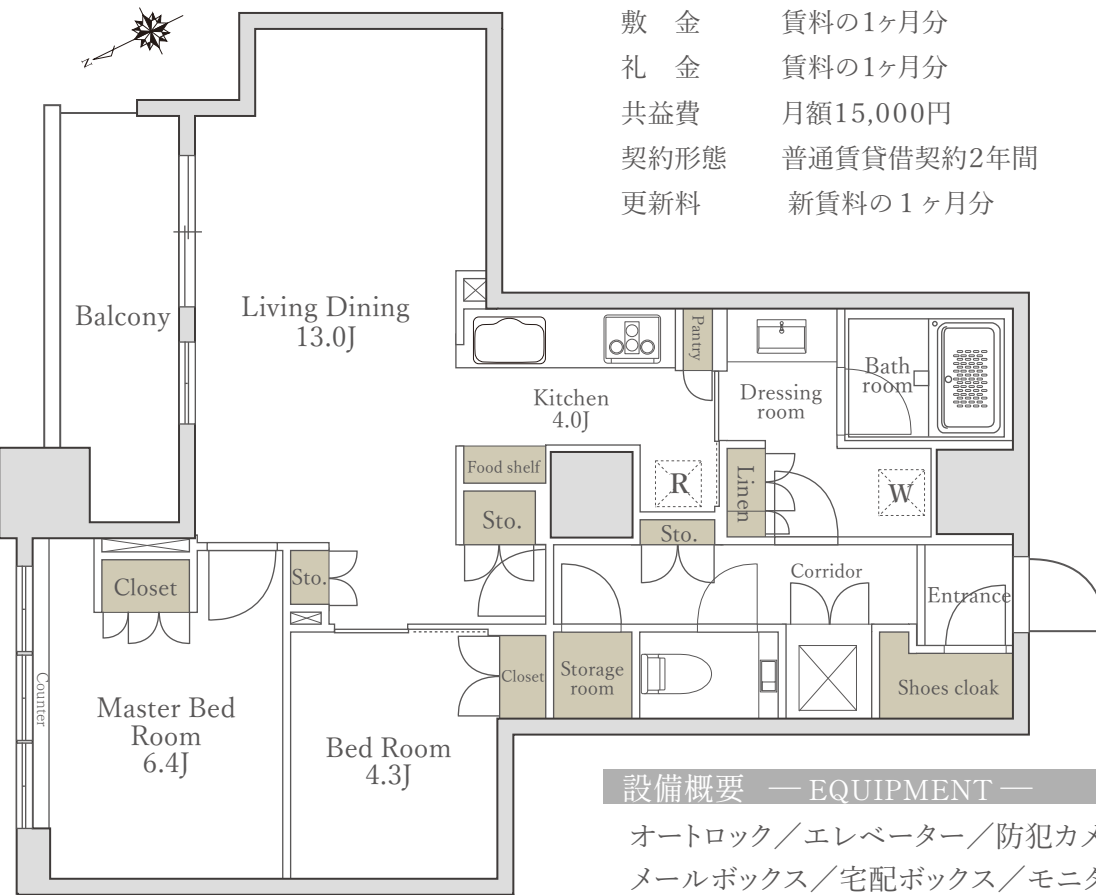 敷　金　賃料の1ヶ月分
礼　金　賃料の1ヶ月分
共益費　月額15,000円
契約形態　普通賃貸借契約2年間
更新料　新賃料の1ヶ月分
N
Balcony
Living Dining
13.0J
Kitchen
4.0J
Pantry
Dressing
room
Bath
room
Food shelf
Sto.
R
Linen
W
Sto.
Closet
Sto.
Corridor
Entrance
Counter
Master Bed
Room
6.4J
Bed Room
4.3J
Closet
Storage
room
Shoes cloak
設備概要　― EQUIPMENT ―
オートロック／エレベーター／防犯カメ
メールボックス／宅配ボックス／モニタ